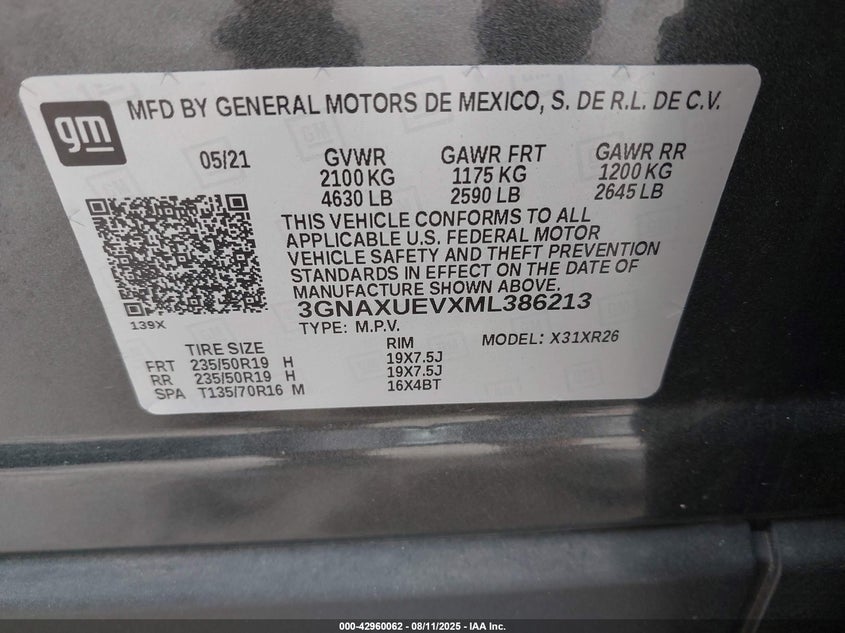 gm
MFD BY GENERAL MOTORS DE MEXICO, S. DE R.L. DE C.V.
05/21 GVWR GAWR FRT GAWR RR
2100 KG 1175 KG 1200 KG
4630 LB 2590 LB 2645 LB
THIS VEHICLE CONFORMS TO ALL
APPLICABLE U.S. FEDERAL MOTOR
VEHICLE SAFETY AND THEFT PREVENTION
STANDARDS IN EFFECT ON THE DATE OF
MANUFACTURE SHOWN ABOVE.
3GNAXUEVXML386213
139X
TYPE: M.P.V. MODEL: X31XR26
TIRE SIZE RIM
FRT 235/50R19 H 19X7.5J
RR 235/50R19 H 19X7.5J
SPA T135/70R16 M 16X4BT
000-42960062 - 08/11/2025 - IAA Inc.